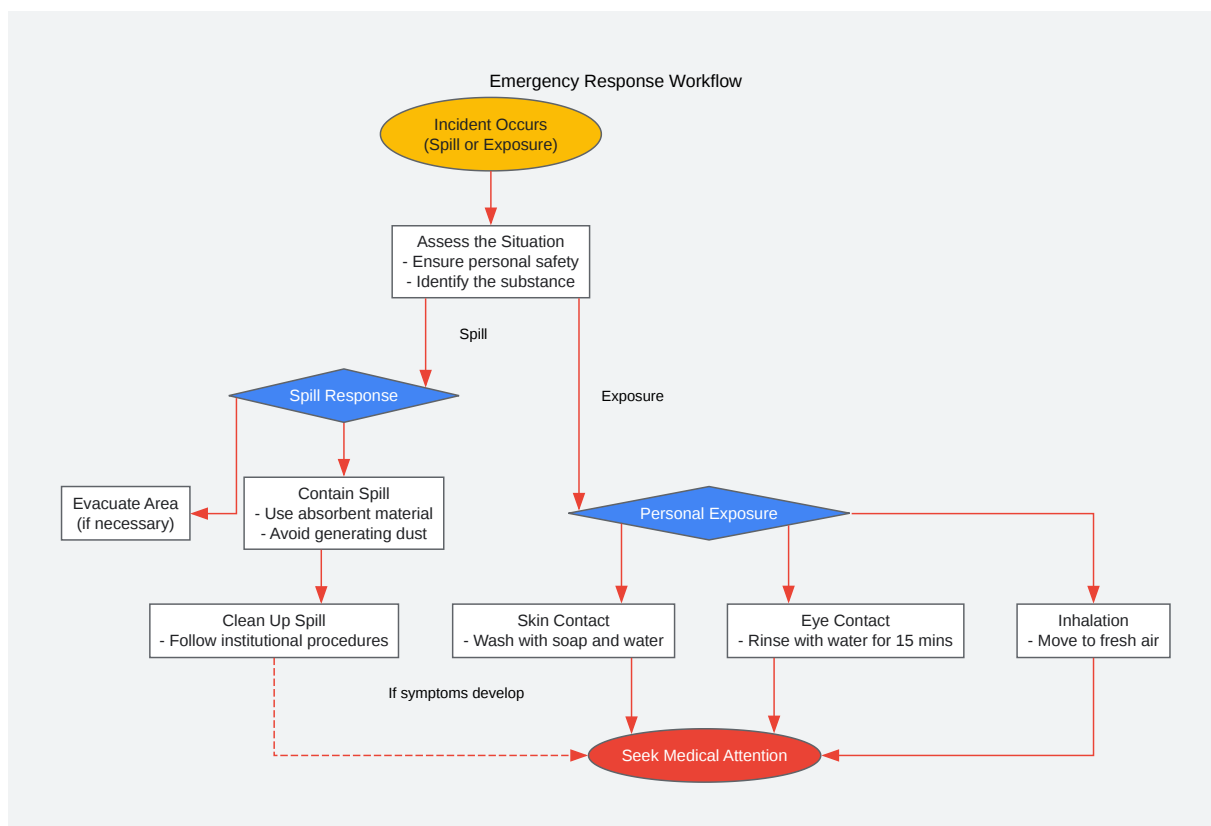 Emergency Response Workflow
Incident Occurs
(Spill or Exposure)
Assess the Situation
- Ensure personal safety
- Identify the substance
Spill
Spill Response
Exposure
Evacuate Area
(if necessary)
Contain Spill
- Use absorbent material
- Avoid generating dust
Personal Exposure
Clean Up Spill
- Follow institutional procedures
Skin Contact
- Wash with soap and water
Eye Contact
- Rinse with water for 15 mins
Inhalation
- Move to fresh air
If symptoms develop
Seek Medical Attention